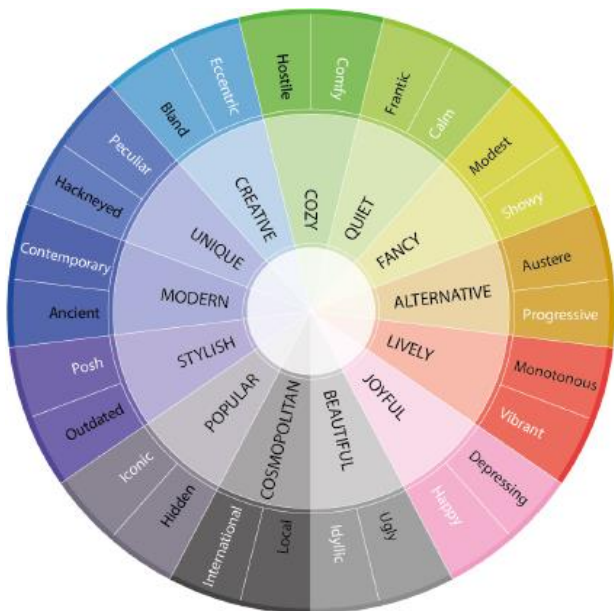 Hostile
Comfy
COZY
Frantic
Calm
QUIET
Modest
Showy
FANCY
Austere
Progressive
ALTERNATIVE
Monotonous
Vibrant
LIVELY
Depressing
Happy
JOYFUL
Ugly
Idyllic
BEAUTIFUL
Local
International
COSMOPOLITAN
Hidden
Iconic
POPULAR
Outdated
Posh
STYLISH
Ancient
Contemporary
MODERN
Hackneyed
Peculiar
UNIQUE
Bland
Eccentric
CREATIVE